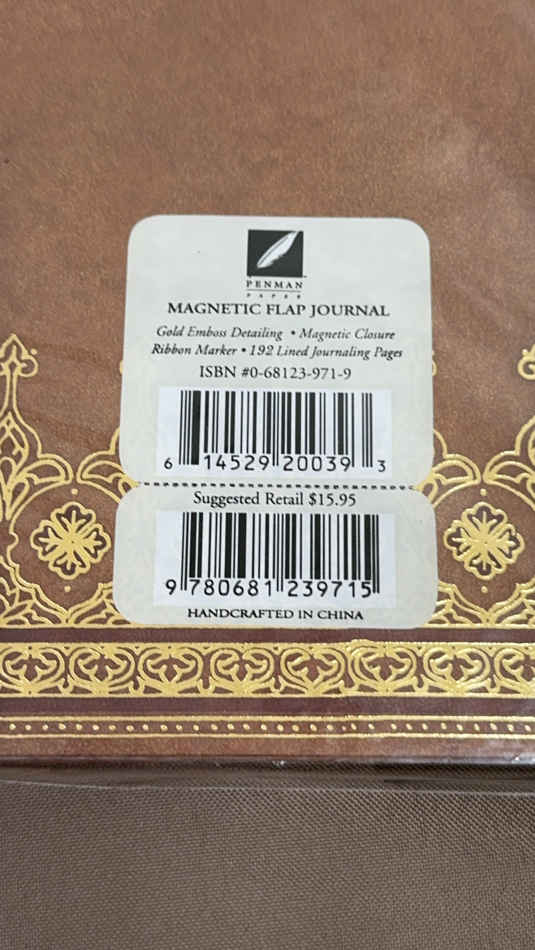 PENMAN
PAPER
MAGNETIC FLAP JOURNAL
Gold Emboss Detailing • Magnetic Closure
Ribbon Marker • 192 Lined Journaling Pages
ISBN #0-68123-971-9
6 14529 20039 3
Suggested Retail $15.95
9 780681 239715
HANDCRAFTED IN CHINA